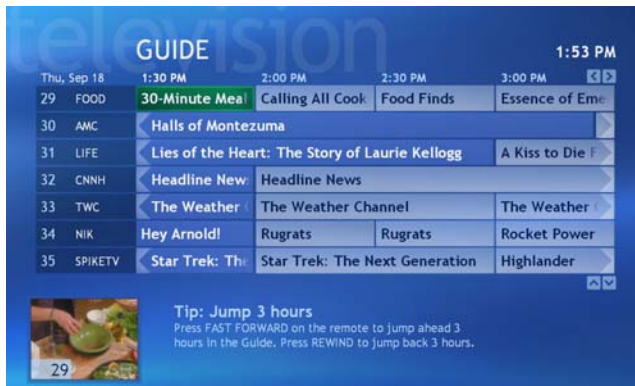 television
GUIDE
1:53 PM
Thu, Sep 18 1:30 PM 2:00 PM 2:30 PM 3:00 PM
29 FOOD 30-Minute Meal Calling All Cook Food Finds Essence of Eme
30 AMC Halls of Montezuma
31 LIFE Lies of the Heart: The Story of Laurie Kellogg A Kiss to Die F
32 CNNH Headline New Headline News
33 TWC The Weather The Weather Channel The Weather
34 NIK Hey Arnold! Rugrats Rugrats Rocket Power
35 SPIKETV Star Trek: The Star Trek: The Next Generation Highlander
Tip: Jump 3 hours
Press FAST FORWARD on the remote to jump ahead 3
hours in the Guide. Press REWIND to jump back 3 hours.
29